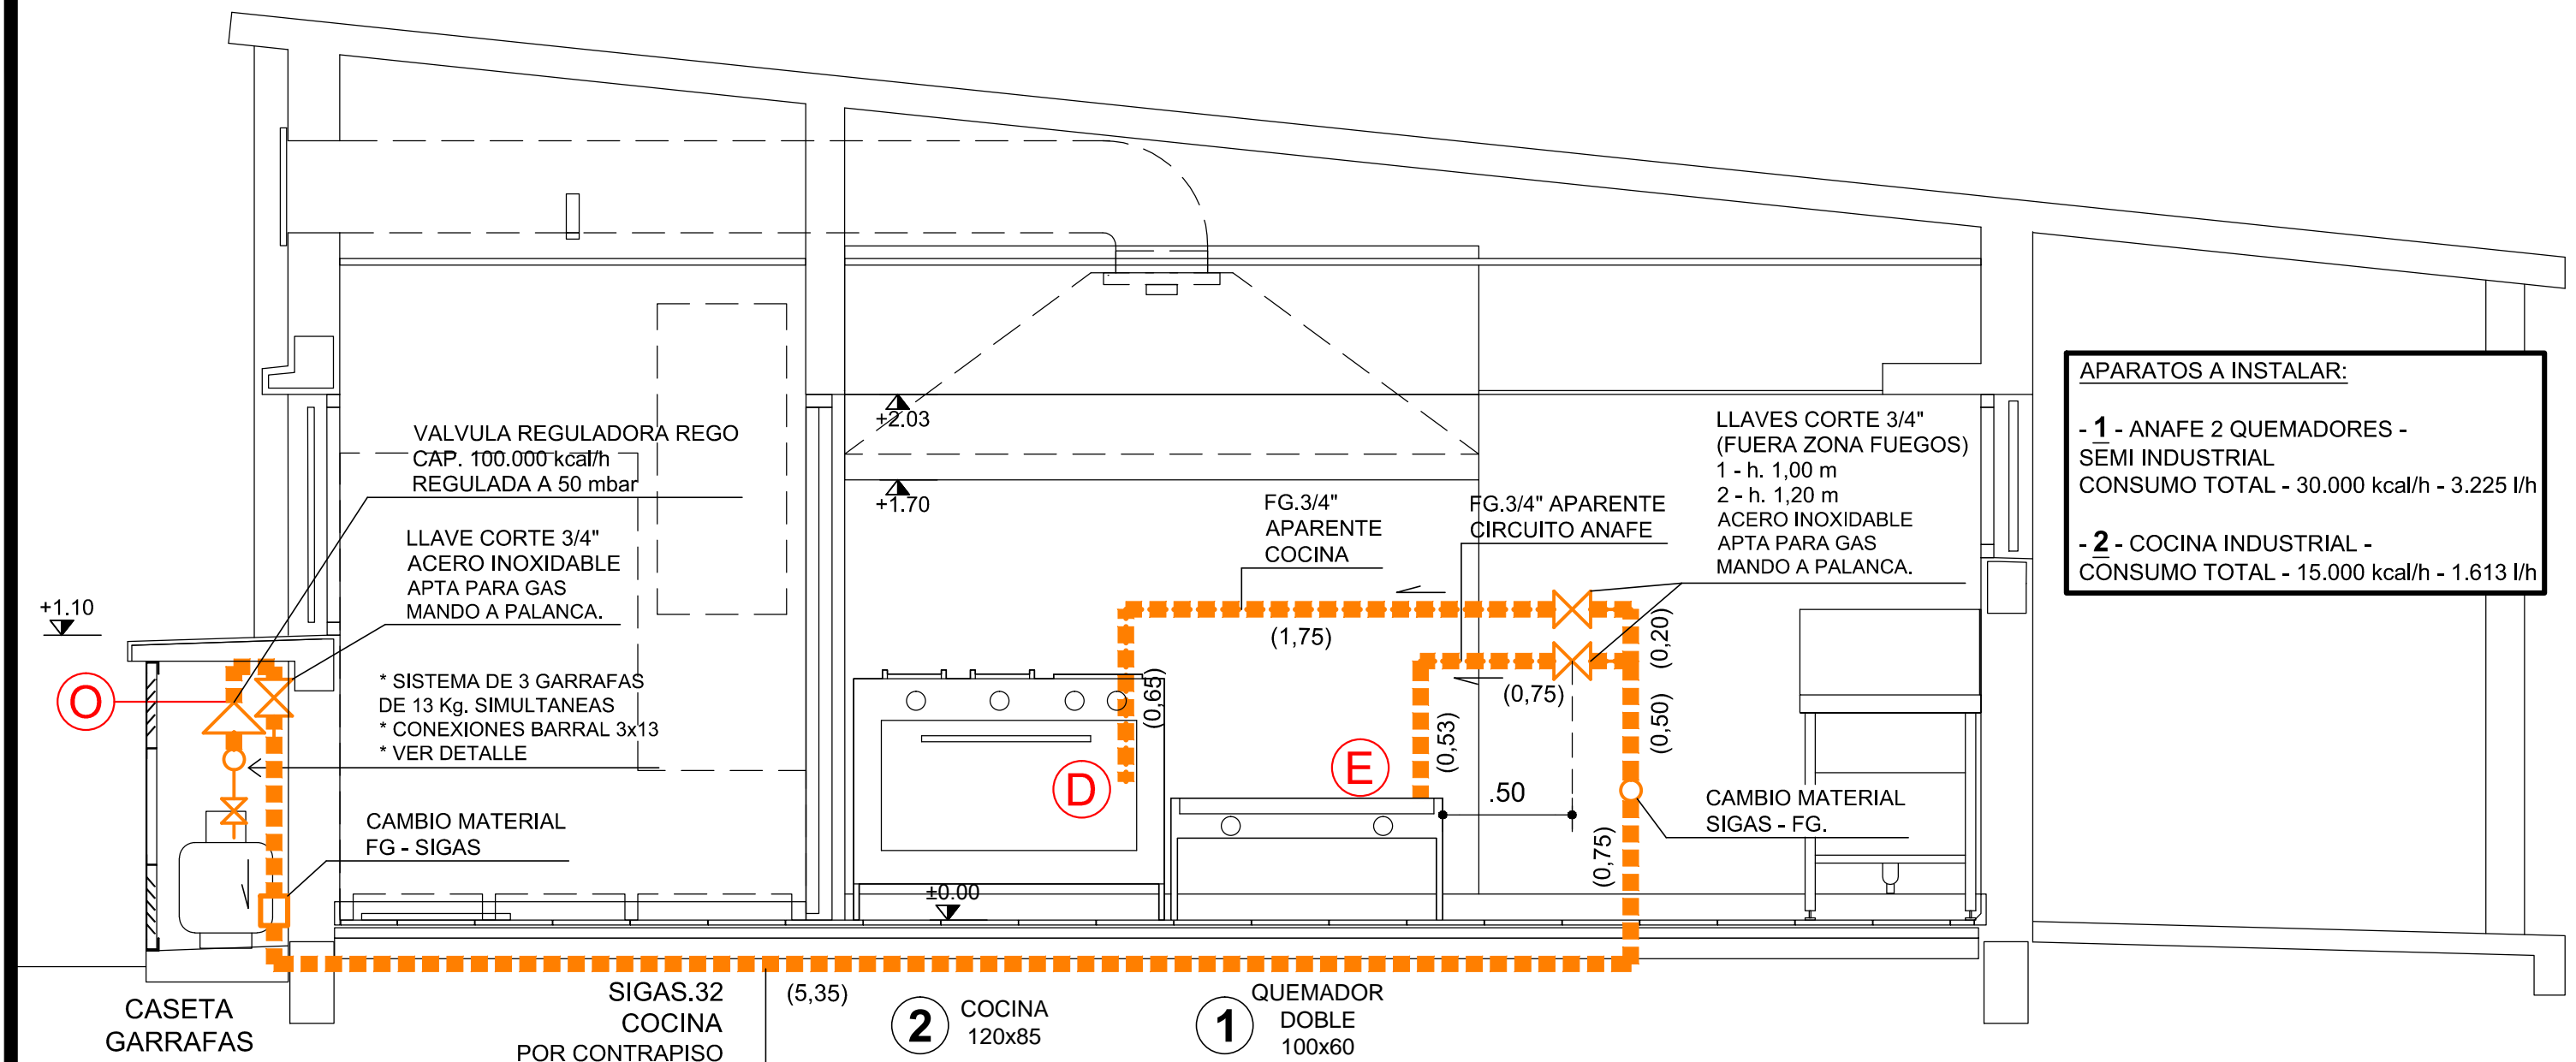 VALVULA REGULADORA REGO
CAP. 100.000 kcal/h
REGULADA A 50 mbar
LLAVE CORTE 3/4"
ACERO INOXIDABLE
APTA PARA GAS
MANDO A PALANCA.
+1.10
O
* SISTEMA DE 3 GARRAFAS
DE 13 Kg. SIMULTANEAS
* CONEXIONES BARRAL 3x13
* VER DETALLE
CAMBIO MATERIAL
FG - SIGAS
CASETA
GARRAFAS
SIGAS.32
COCINA
POR CONTRAPISO
(5,35)
+2.03
+1.70
±0.00
FG.3/4"
APARENTE
COCINA
FG.3/4" APARENTE
CIRCUITO ANAFE
LLAVES CORTE 3/4"
(FUERA ZONA FUEGOS)
1 - h. 1,00 m
2 - h. 1,20 m
ACERO INOXIDABLE
APTA PARA GAS
MANDO A PALANCA.
(1,75)
(0,65)
(0,75)
(0,53)
(0,20)
(0,50)
(0,75)
.50
D
E
CAMBIO MATERIAL
SIGAS - FG.
2
COCINA
120x85
1
QUEMADOR
DOBLE
100x60
APARATOS A INSTALAR:
- 1 - ANAFE 2 QUEMADORES -
SEMI INDUSTRIAL
CONSUMO TOTAL - 30.000 kcal/h - 3.225 l/h
- 2 - COCINA INDUSTRIAL -
CONSUMO TOTAL - 15.000 kcal/h - 1.613 l/h